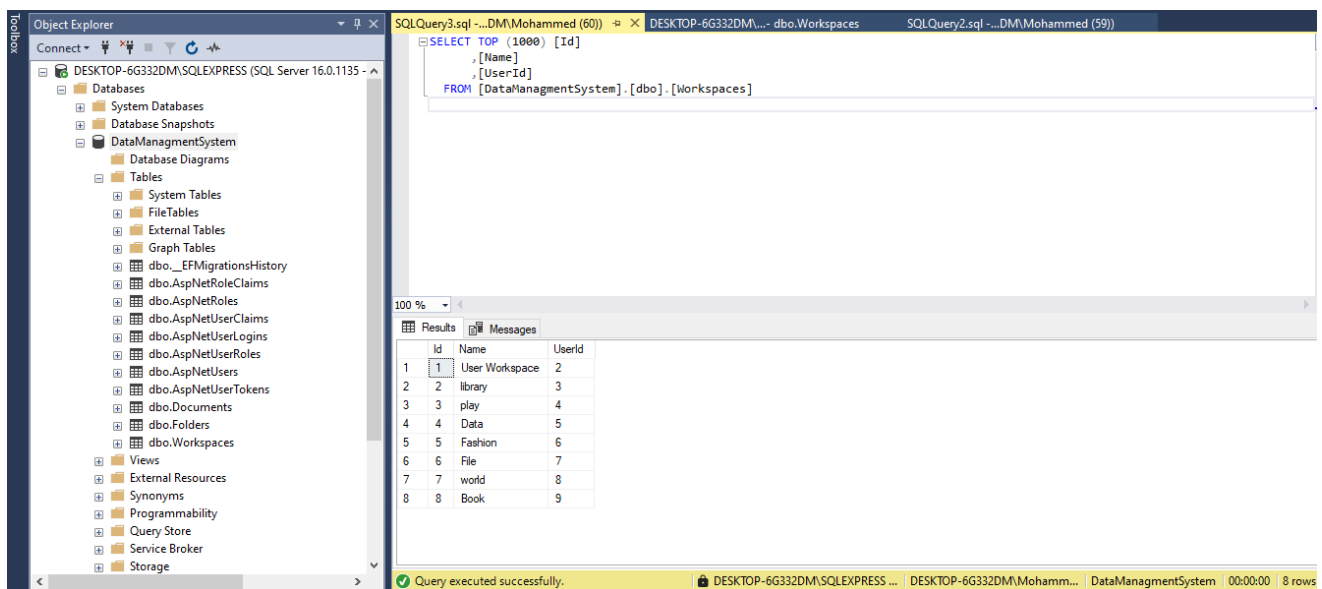 Toolbox
Object Explorer
Connect
DESKTOP-6G332DM\SQLEXPRESS (SQL Server 16.0.1135 -
Databases
System Databases
Database Snapshots
DataManagmentSystem
Database Diagrams
Tables
System Tables
FileTables
External Tables
Graph Tables
dbo.__EFMigrationsHistory
dbo.AspNetRoleClaims
dbo.AspNetRoles
dbo.AspNetUserClaims
dbo.AspNetUserLogins
dbo.AspNetUserRoles
dbo.AspNetUsers
dbo.AspNetUserTokens
dbo.Documents
dbo.Folders
dbo.Workspaces
Views
External Resources
Synonyms
Programmability
Query Store
Service Broker
Storage
SQLQuery3.sql -...DM\Mohammed (60))
DESKTOP-6G332DM\...- dbo.Workspaces
SQLQuery2.sql -...DM\Mohammed (59))
SELECT TOP (1000) [Id]
,[Name]
,[UserId]
FROM [DataManagmentSystem].[dbo].[Workspaces]
100 %
Results Messages
Id Name UserId
1 1 User Workspace 2
2 2 library 3
3 3 play 4
4 4 Data 5
5 5 Fashion 6
6 6 File 7
7 7 world 8
8 8 Book 9
Query executed successfully.
DESKTOP-6G332DM\SQLEXPRESS ... DESKTOP-6G332DM\Mohamm... DataManagmentSystem 00:00:00 8 rows